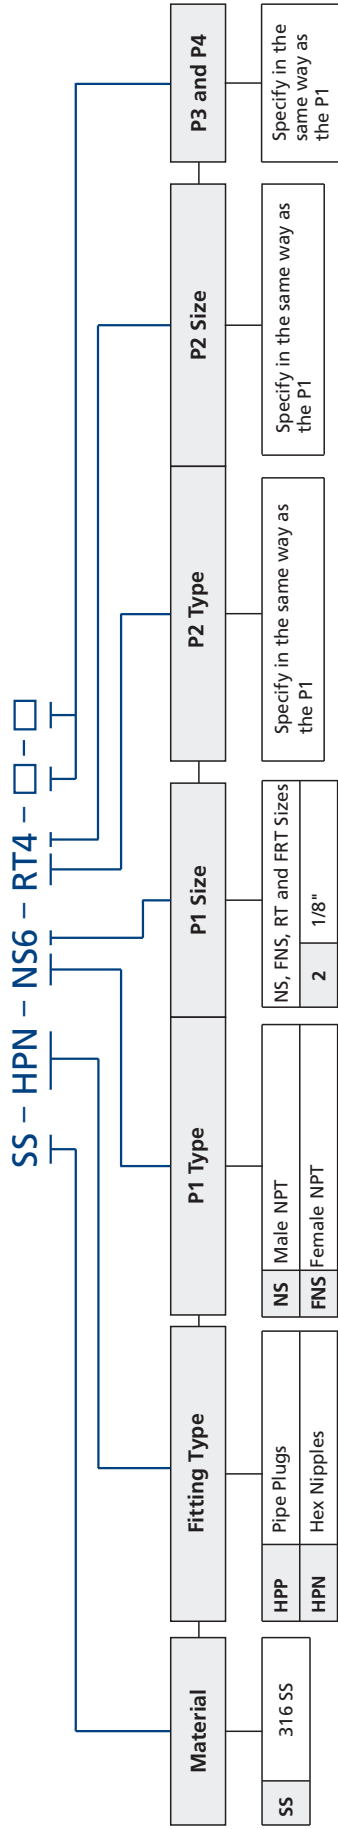 SS – HPN – NS6 – RT4 – □ – □
Material
Fitting Type
P1 Type
P1 Size
P2 Type
P2 Size
P3 and P4
SS 316 SS
HPP Pipe Plugs
HPN Hex Nipples
NS Male NPT
FNS Female NPT
NS, FNS, RT and FRT Sizes
2 1/8"
Specify in the same way as
the P1
Specify in the same way as
the P1
Specify in the
same way as
the P1